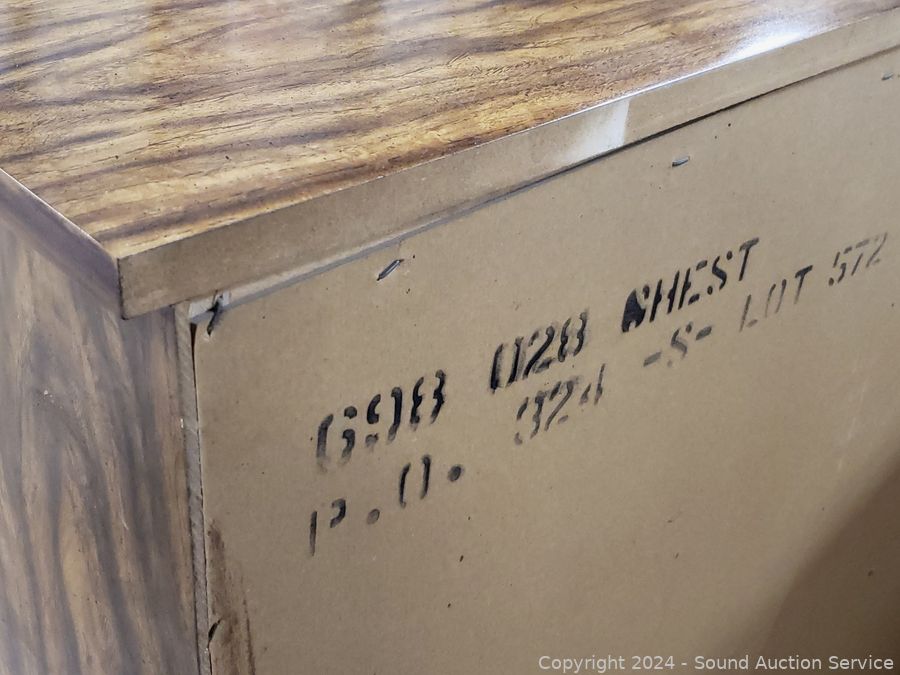 698 028 CHEST
P.O. 324 -S- LOT 572
Copyright 2024 - Sound Auction Service